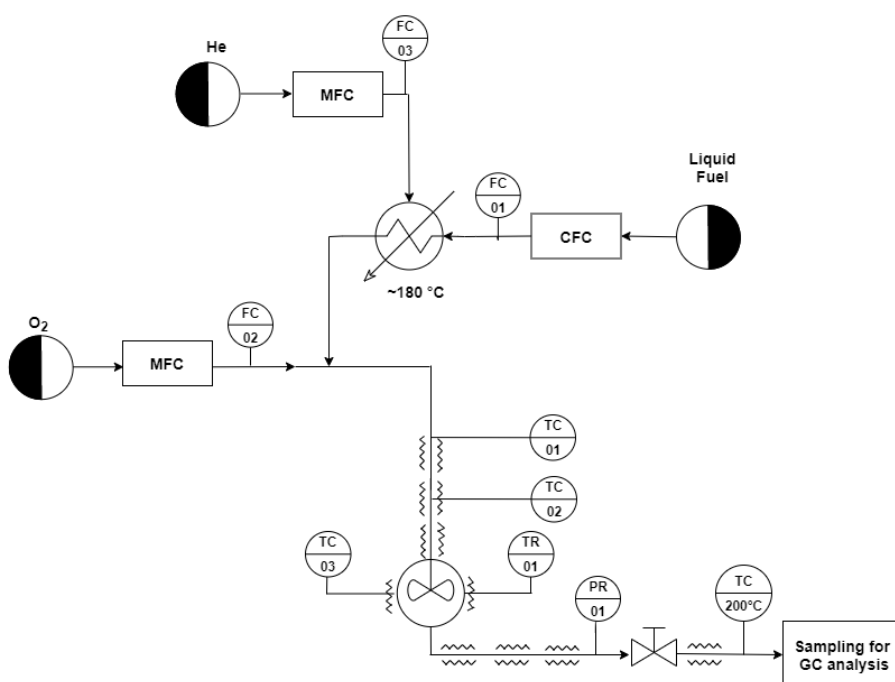 He
MFC
FC
03
Liquid
Fuel
FC
01
CFC
~180 °C
O2
MFC
FC
02
TC
01
TC
02
TC
03
TR
01
PR
01
TC
200°C
Sampling for
GC analysis